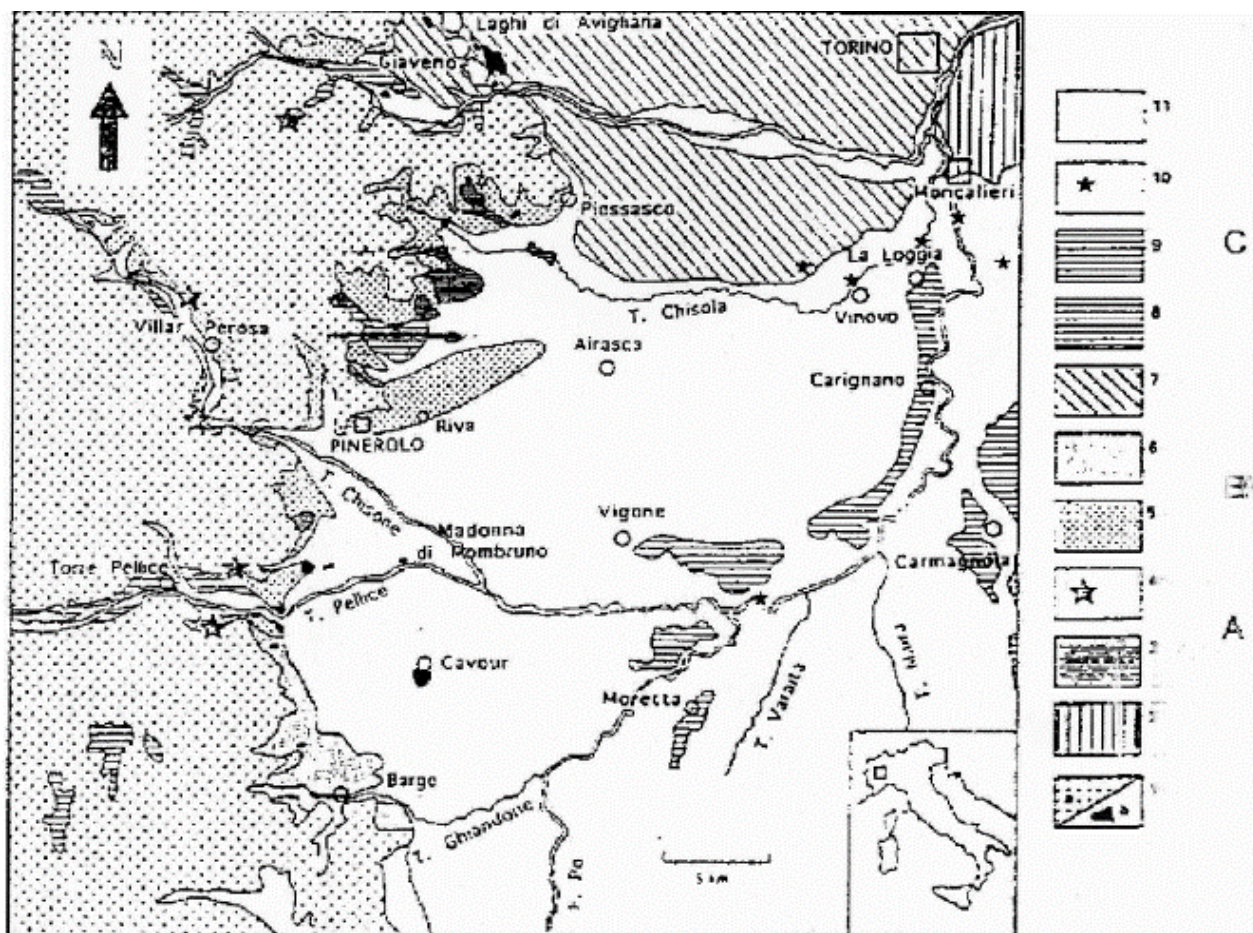 Laghi di Avigliana
TORINO
Giaveno
N
Moncalieri
Piossasco
La Loggia
T. Chisola
Vinovo
Villar Perosa
Airasca
Carignano
Riva
PINEROLO
T. Chisone
Vigone
Madonna
di Mombruno
Carmagnola
Torre Pellice
T. Pellice
Cavour
Moretta
T. Varaita
Barge
T. Ghiandone
F. Po
5 km
11
10
9
8
7
6
5
C
A